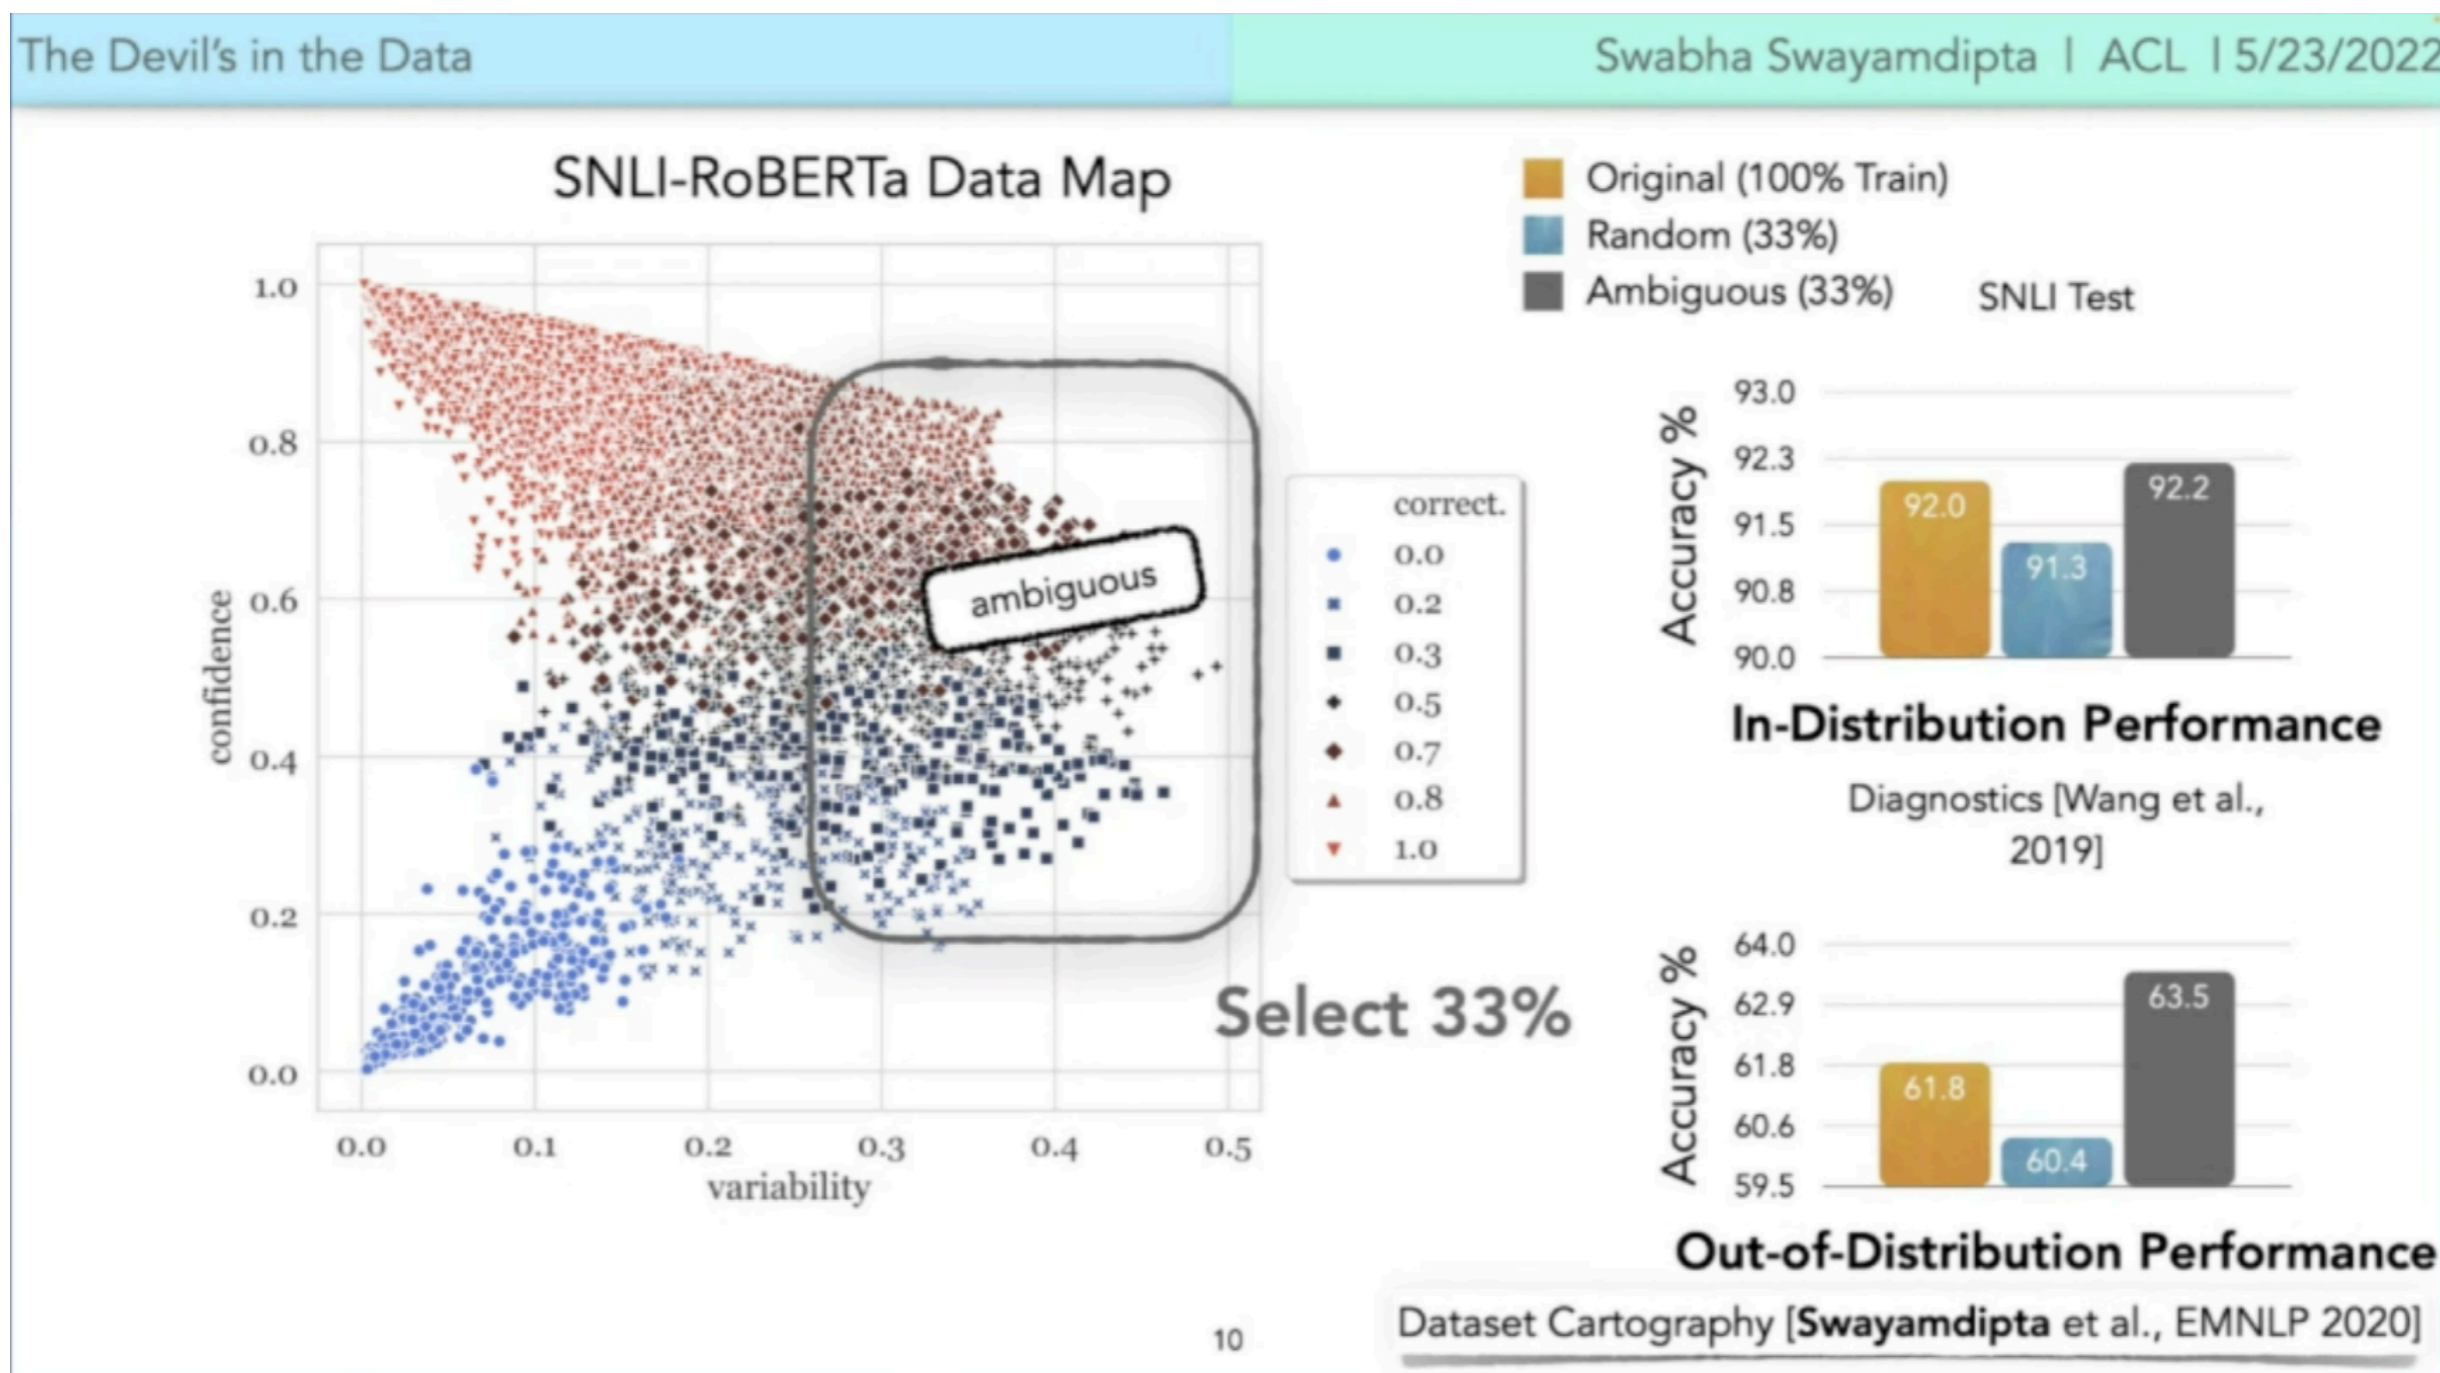 The Devil's in the Data
Swabha Swayamdipta | ACL | 5/23/2022
SNLI-RoBERTa Data Map
1.0
0.8
0.6
0.4
0.2
0.0
confidence
0.0 0.1 0.2 0.3 0.4 0.5
variability
ambiguous
correct.
0.0
0.2
0.3
0.5
0.7
0.8
1.0
Select 33%
Original (100% Train)
Random (33%)
Ambiguous (33%)
SNLI Test
Accuracy %
93.0
92.3
91.5
90.8
90.0
92.0 91.3 92.2
In-Distribution Performance
Diagnostics [Wang et al.,
2019]
Accuracy %
64.0
62.9
61.8
60.6
59.5
61.8 60.4 63.5
Out-of-Distribution Performance
Dataset Cartography [Swayamdipta et al., EMNLP 2020]
10